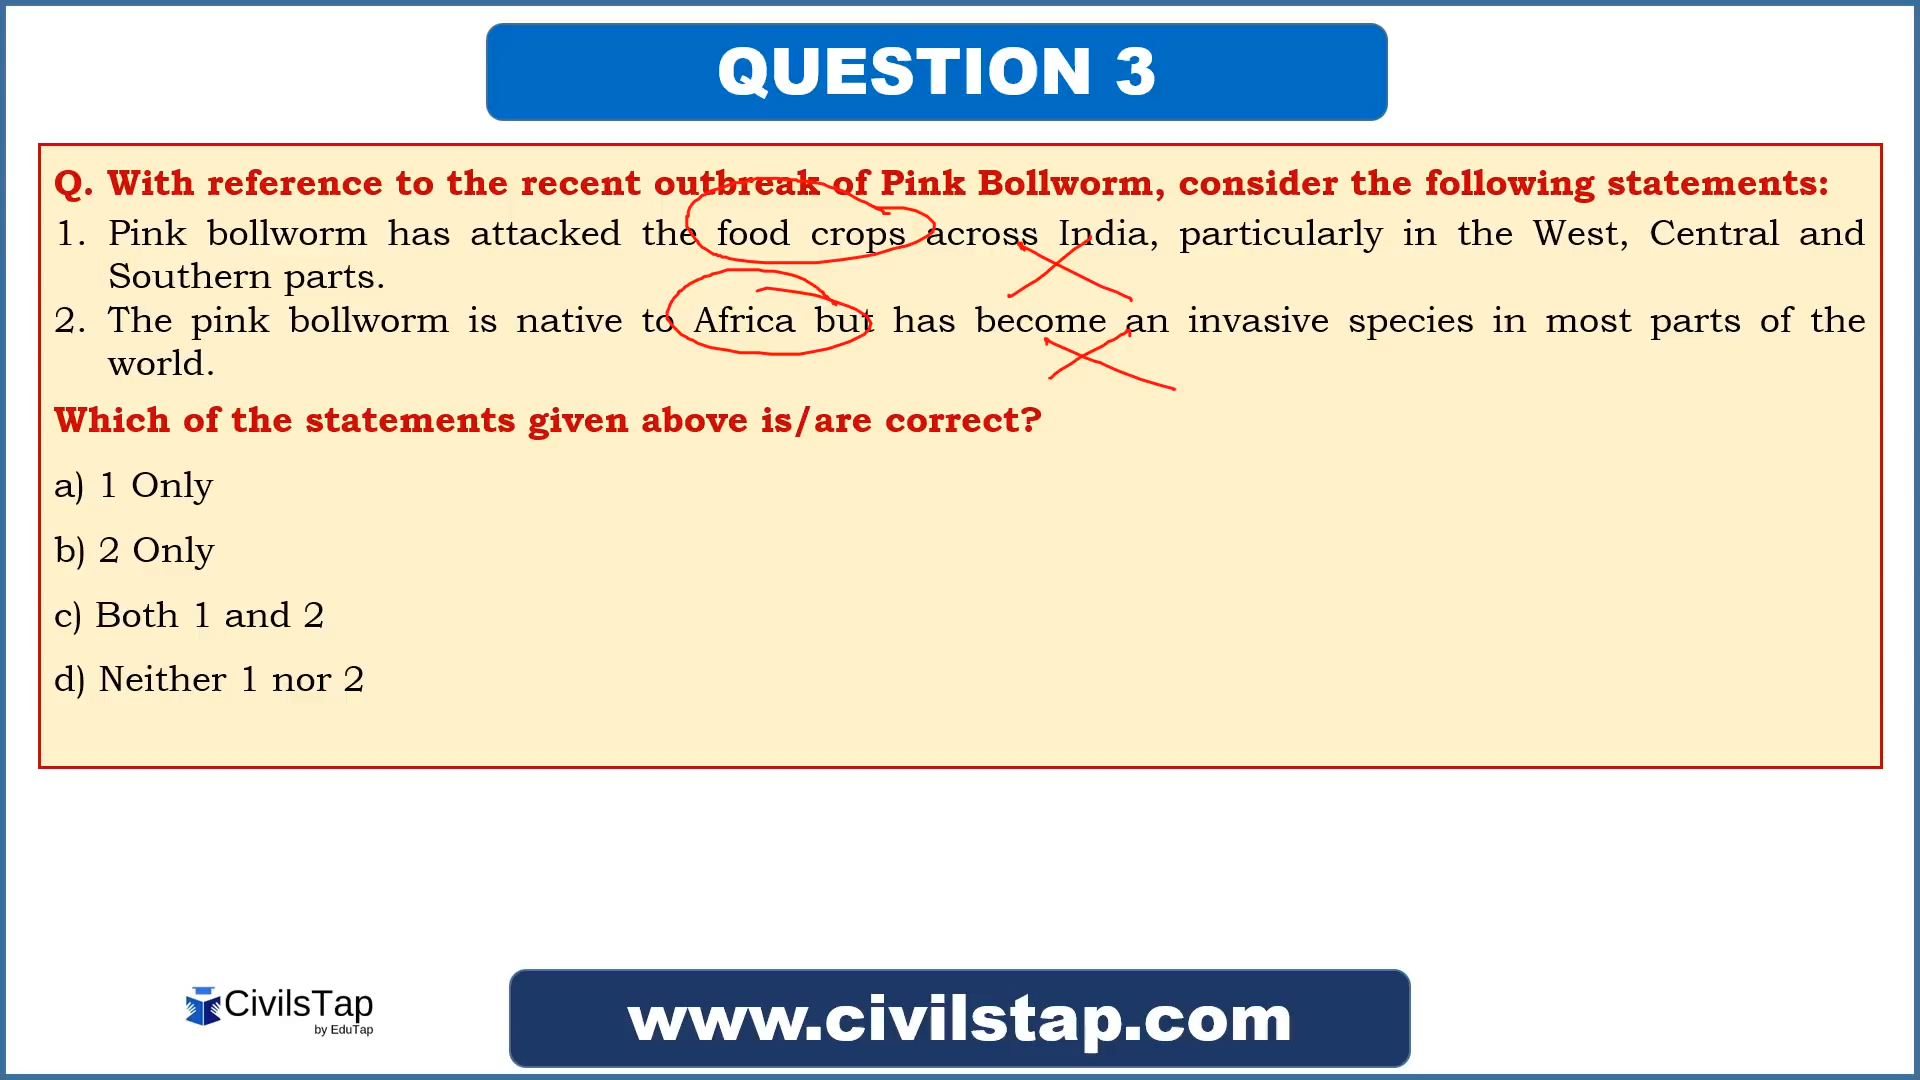 QUESTION 3
Q. With reference to the recent outbreak of Pink Bollworm, consider the following statements:
1. Pink bollworm has attacked the food crops across India, particularly in the West, Central and
Southern parts.
2. The pink bollworm is native to Africa but has become an invasive species in most parts of the
world.
Which of the statements given above is/are correct?
a) 1 Only
b) 2 Only
c) Both 1 and 2
d) Neither 1 nor 2
CivilsTap
by EduTap
www.civilstap.com